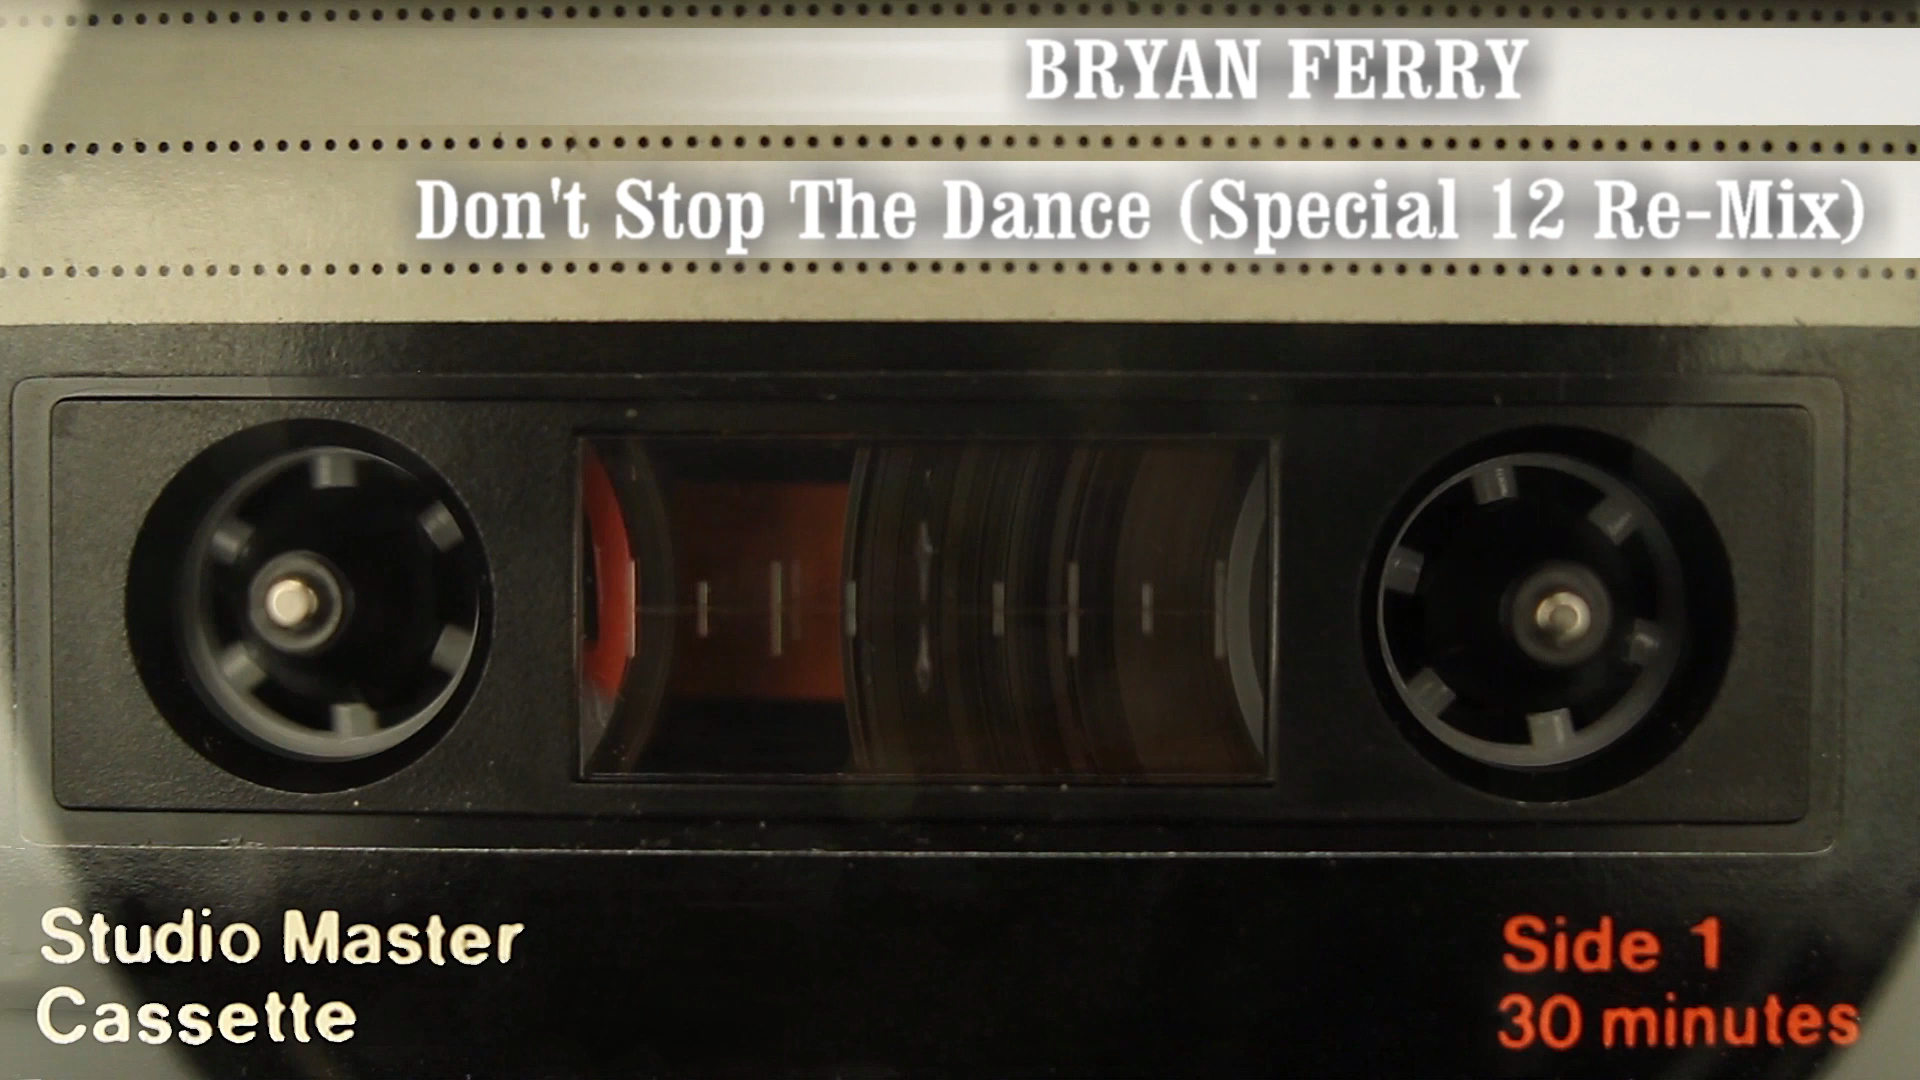 BRYAN FERRY
Don't Stop The Dance (Special 12 Re-Mix)
Studio Master
Cassette
Side 1
30 minutes